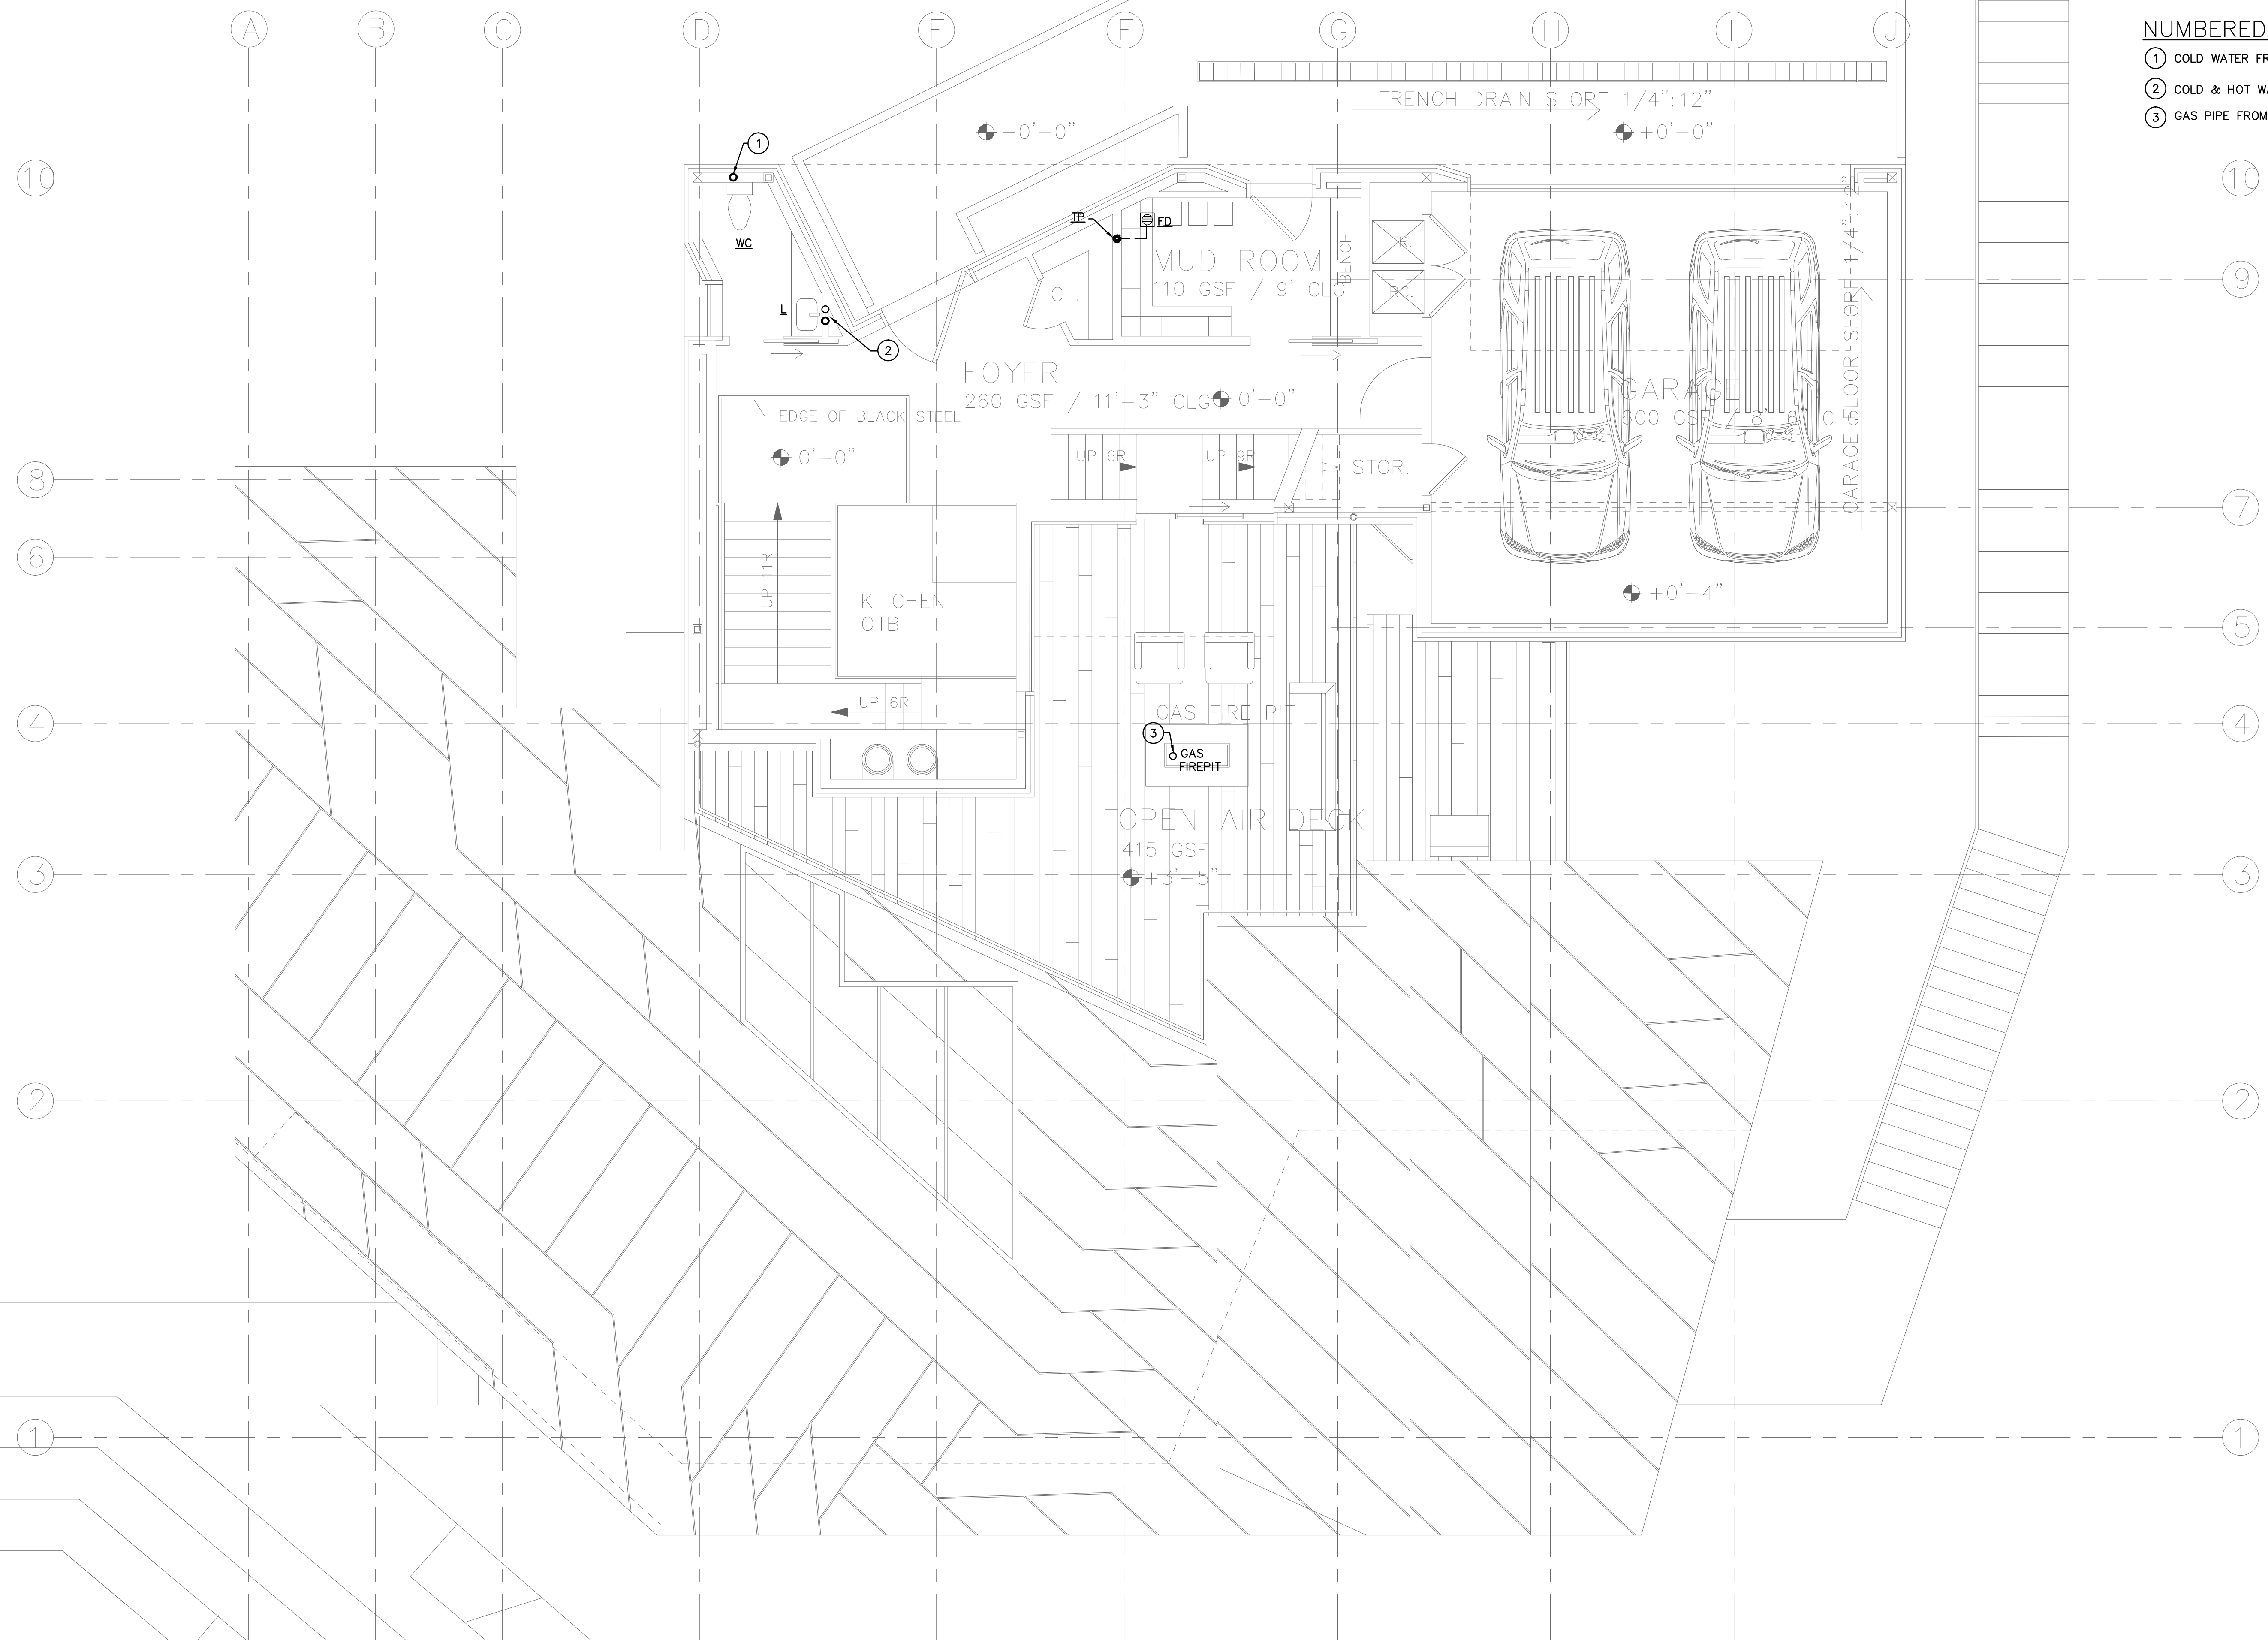 A B C D E F G H I J
NUMBERED
1 COLD WATER FR
2 COLD & HOT WA
3 GAS PIPE FROM
TRENCH DRAIN SLORE 1/4":12"
+0'-0"
+0'-0"
1
10
10
WC
TP
FD
MUD ROOM
110 GSF / 9' CLG
BENCH
TR.
RC.
CL.
9
L
2
FOYER
260 GSF / 11'-3" CLG
0'-0"
EDGE OF BLACK STEEL
0'-0"
GARAGE
600 GSF / 8'-6" CLG
GARAGE FLOOR SLORE 1/4":12"
UP 6R
UP 9R
STOR.
8
7
6
UP 11R
KITCHEN
OTB
+0'-4"
5
UP 6R
GAS FIRE PIT
4
4
3
GAS
FIREPIT
OPEN AIR DECK
415 GSF
+3'-5"
3
3
2
2
1
1